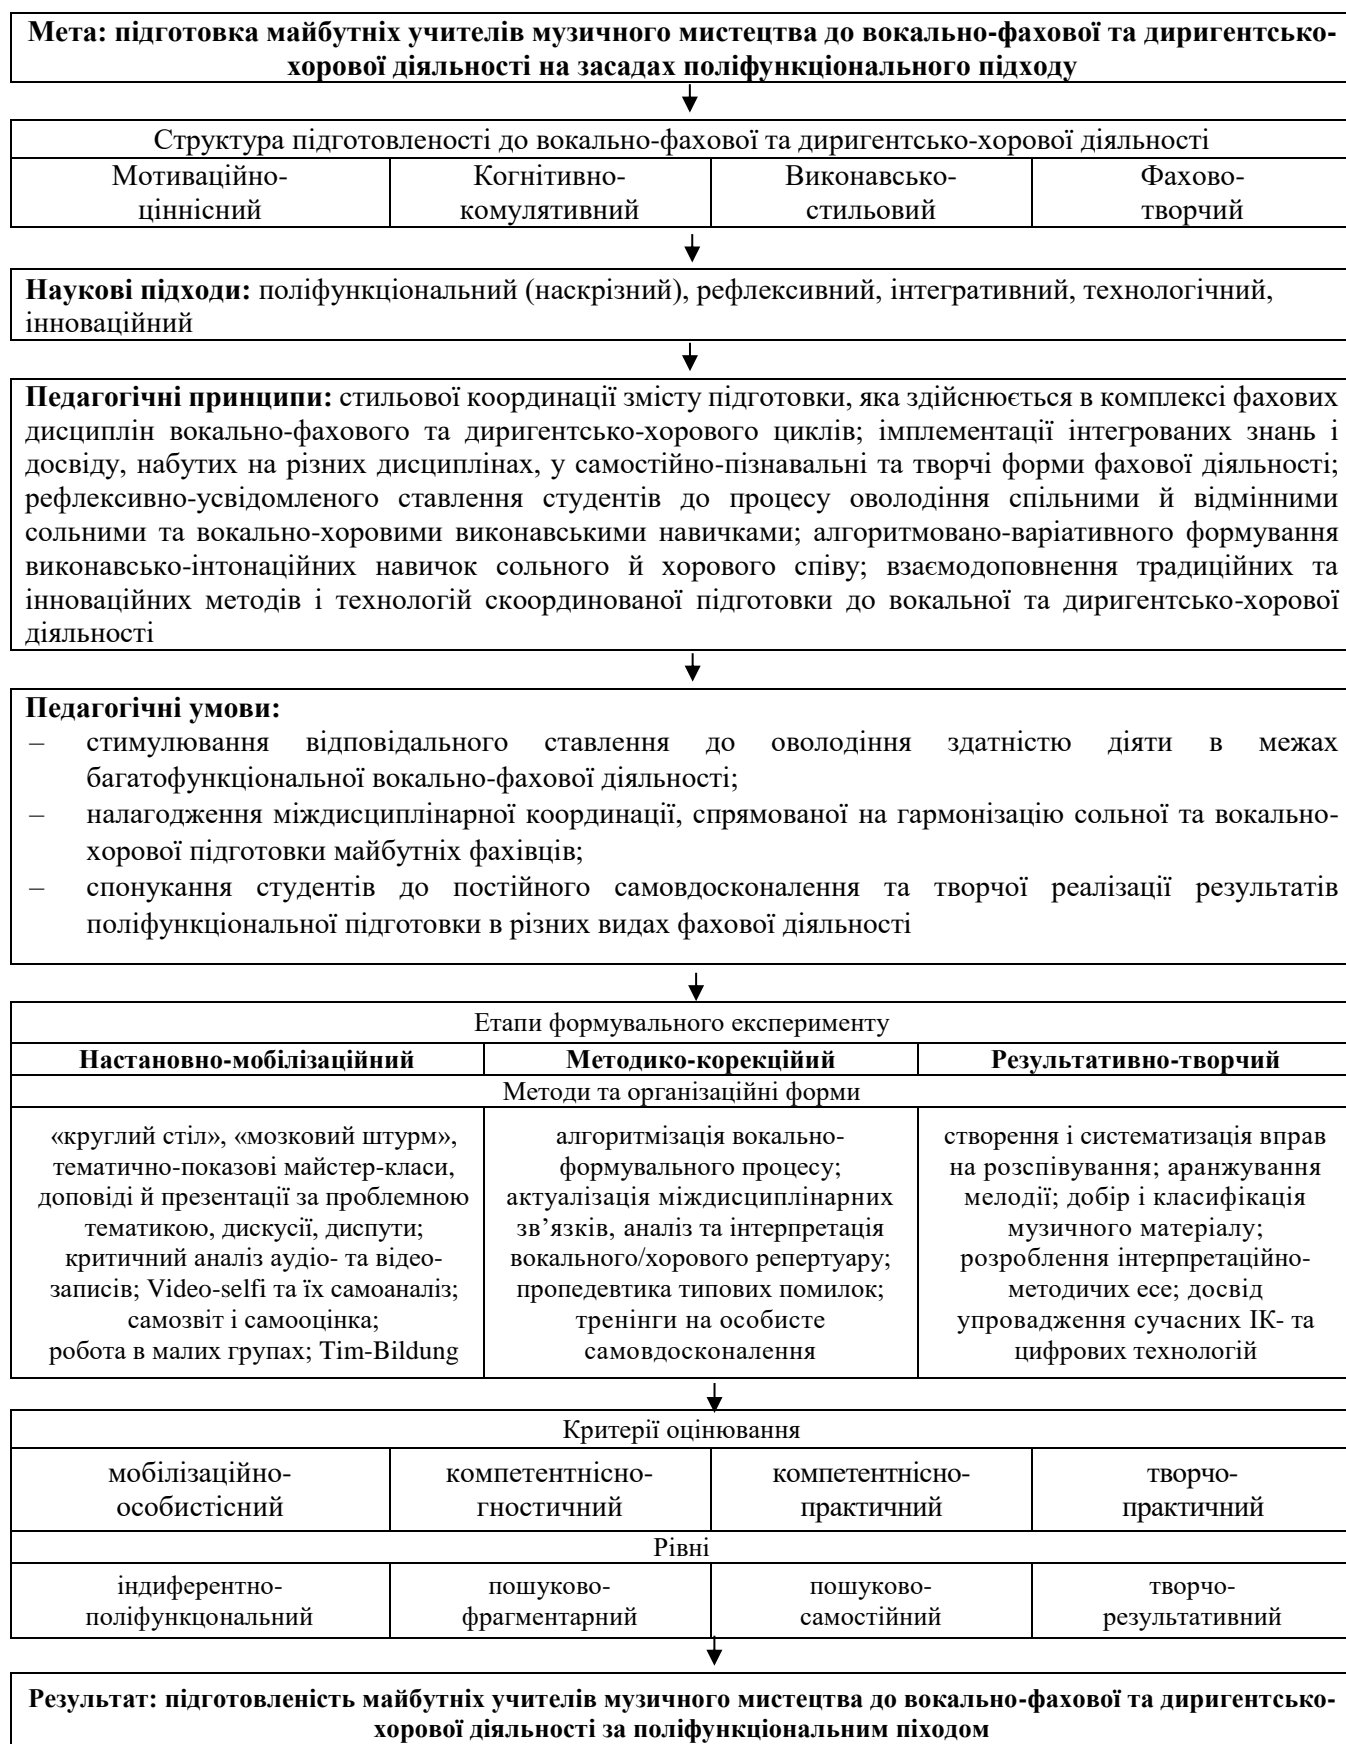 Мета: підготовка майбутніх учителів музичного мистецтва до вокально-фахової та диригентсько-
хорової діяльності на засадах поліфункціонального підходу
Структура підготовленості до вокально-фахової та диригентсько-хорової діяльності
Мотиваційно-
ціннісний
Когнітивно-
комулятивний
Виконавсько-
стильовий
Фахово-
творчий
Наукові підходи: поліфункціональний (наскрізний), рефлексивний, інтегративний, технологічний,
інноваційний
Педагогічні принципи: стильової координації змісту підготовки, яка здійснюється в комплексі фахових
дисциплін вокально-фахового та диригентсько-хорового циклів; імплементації інтегрованих знань і
досвіду, набутих на різних дисциплінах, у самостійно-пізнавальні та творчі форми фахової діяльності;
рефлексивно-усвідомленого ставлення студентів до процесу оволодіння спільними й відмінними
сольними та вокально-хоровими виконавськими навичками; алгоритмовано-варіативного формування
виконавсько-інтонаційних навичок сольного й хорового співу; взаємодоповнення традиційних та
інноваційних методів і технологій скоординованої підготовки до вокальної та диригентсько-хорової
діяльності
Педагогічні умови:
– стимулювання відповідального ставлення до оволодіння здатністю діяти в межах
багатофункціональної вокально-фахової діяльності;
– налагодження міждисциплінарної координації, спрямованої на гармонізацію сольної та вокально-
хорової підготовки майбутніх фахівців;
– спонукання студентів до постійного самовдосконалення та творчої реалізації результатів
поліфункціональної підготовки в різних видах фахової діяльності
Етапи формувального експерименту
Настановно-мобілізаційний
Методико-корекційий
Результативно-творчий
Методи та організаційні форми
«круглий стіл», «мозковий штурм»,
тематично-показові майстер-класи,
доповіді й презентації за проблемною
тематикою, дискусії, диспути;
критичний аналіз аудіо- та відео-
записів; Video-selfi та їх самоаналіз;
самозвіт і самооцінка;
робота в малих групах; Tim-Bildung
алгоритмізація вокально-
формувального процесу;
актуалізація міждисциплінарних
зв’язків, аналіз та інтерпретація
вокального/хорового репертуару;
пропедевтика типових помилок;
тренінги на особисте
самовдосконалення
створення і систематизація вправ
на розспівування; аранжування
мелодії; добір і класифікація
музичного матеріалу;
розроблення інтерпретаційно-
методичих есе; досвід
упровадження сучасних ІК- та
цифрових технологій
Критерії оцінювання
мобілізаційно-
особистісний
компетентнісно-
гностичний
компетентнісно-
практичний
творчо-
практичний
Рівні
індиферентно-
поліфункцональний
пошуково-
фрагментарний
пошуково-
самостійний
творчо-
результативний
Результат: підготовленість майбутніх учителів музичного мистецтва до вокально-фахової та диригентсько-
хорової діяльності за поліфункціональним піходом